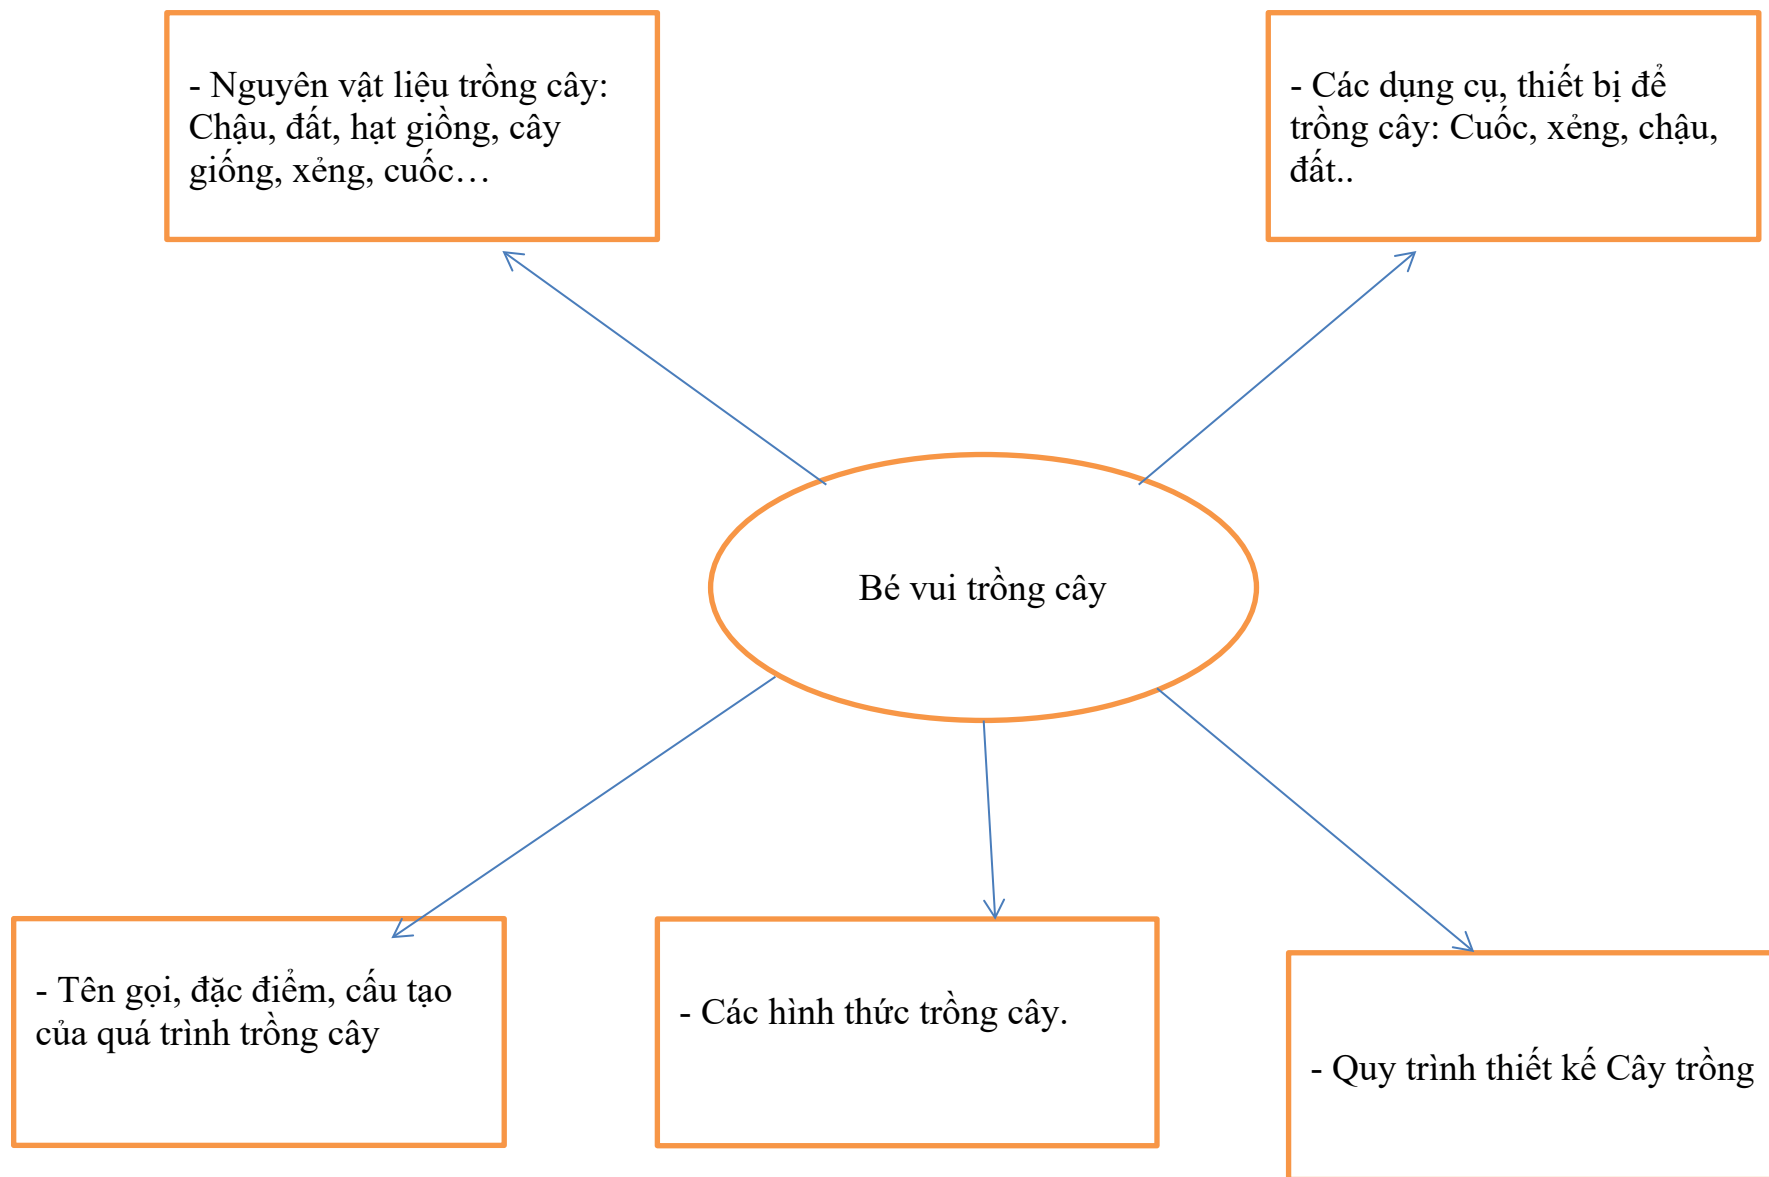 - Nguyên vật liệu trồng cây:
Chậu, đất, hạt giồng, cây
giống, xẻng, cuốc…
- Các dụng cụ, thiết bị để
trồng cây: Cuốc, xẻng, chậu,
đất..
Bé vui trồng cây
- Tên gọi, đặc điểm, cấu tạo
của quá trình trồng cây
- Các hình thức trồng cây.
- Quy trình thiết kế Cây trồng